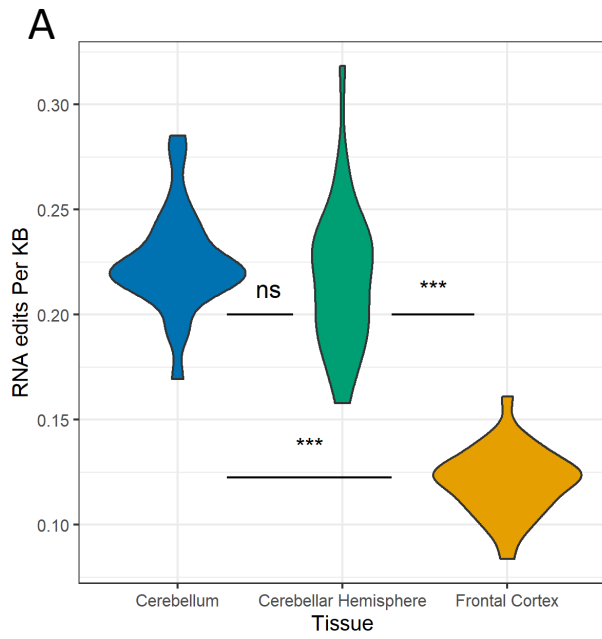 A
RNA edits Per KB
0.30
0.25
0.20
0.15
0.10
ns
***
***
Cerebellum
Cerebellar Hemisphere
Frontal Cortex
Tissue